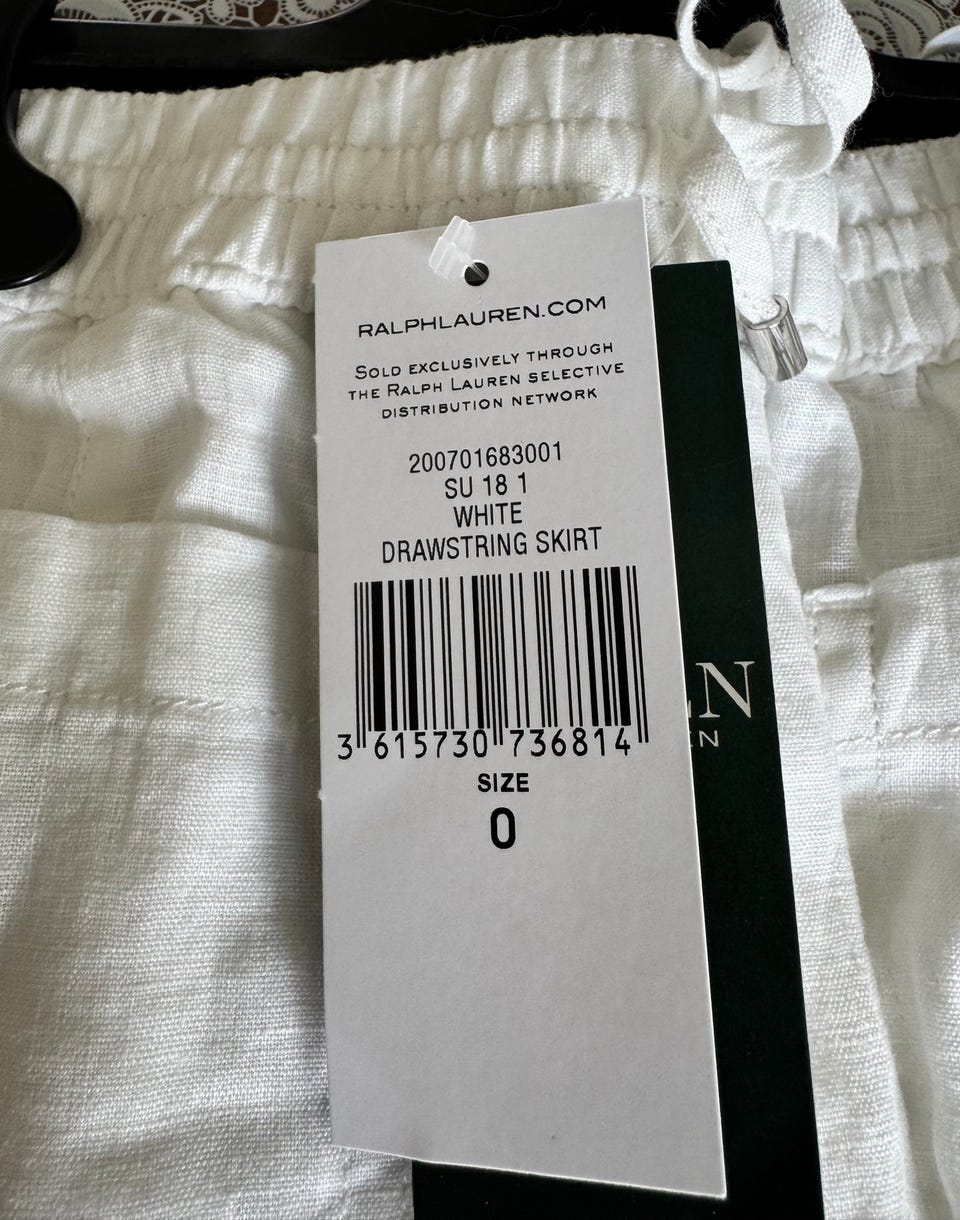 RALPHLAUREN.COM
SOLD EXCLUSIVELY THROUGH
THE RALPH LAUREN SELECTIVE
DISTRIBUTION NETWORK
200701683001
SU 18 1
WHITE
DRAWSTRING SKIRT
3 615730 736814
SIZE
0
N
EN